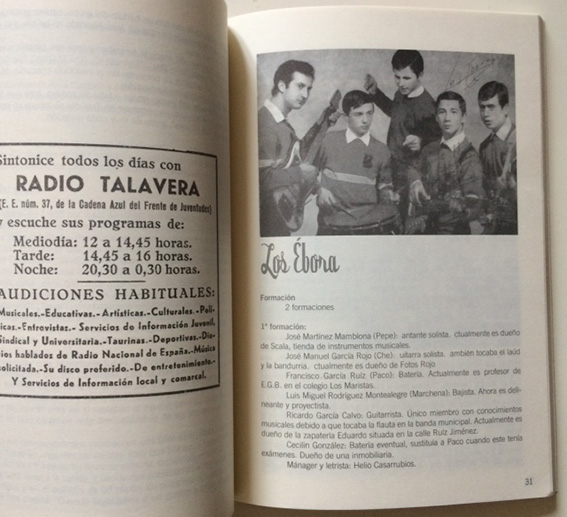 Sintonice todos los días con
RADIO TALAVERA
(E. E. núm. 37, de la Cadena Azul del Frente de Juventudes)
y escuche sus programas de:
Mediodía: 12 a 14,45 horas.
Tarde: 14,45 a 16 horas.
Noche: 20,30 a 0,30 horas.
AUDICIONES HABITUALES:
Musicales.-Educativas.- Artísticas.-Culturales.-Polí-
icas.-Entrevistas.- Servicios de Información Juvenil,
Sindical y Universitaria.-Taurinas.-Deportivas.-Dia-
rios hablados de Radio Nacional de España.-Música
solicitada.-Su disco preferido.-De entretenimiento.-
Y Servicios de Información local y comarcal.
Los Ébora
Formación
2 formaciones.
1ª formación:
José Martínez Mamblona (Pepe): antante solista. ctualmente es dueño
de Scala, tienda de instrumentos musicales.
José Manuel García Rojo (Che): uitarra solista. ambién tocaba el laúd
y la bandurria. ctualmente es dueño de Fotos Rojo
Francisco García Ruíz (Paco): Batería. Actualmente es profesor de
E.G.B. en el colegio Los Maristas.
Luis Miguel Rodríguez Montealegre (Marchena): Bajista. Ahora es deli-
neante y proyectista.
Ricardo García Calvo: Guitarrista. Único miembro con conocimientos
musicales debido a que tocaba la flauta en la banda municipal. Actualmente es
dueño de la zapatería Eduardo situada en la calle Ruíz Jiménez.
Cecilin González: Batería eventual, sustituía a Paco cuando este tenía
exámenes. Dueño de una inmobiliaria.
Mánager y letrista: Helio Casarrubios.
31